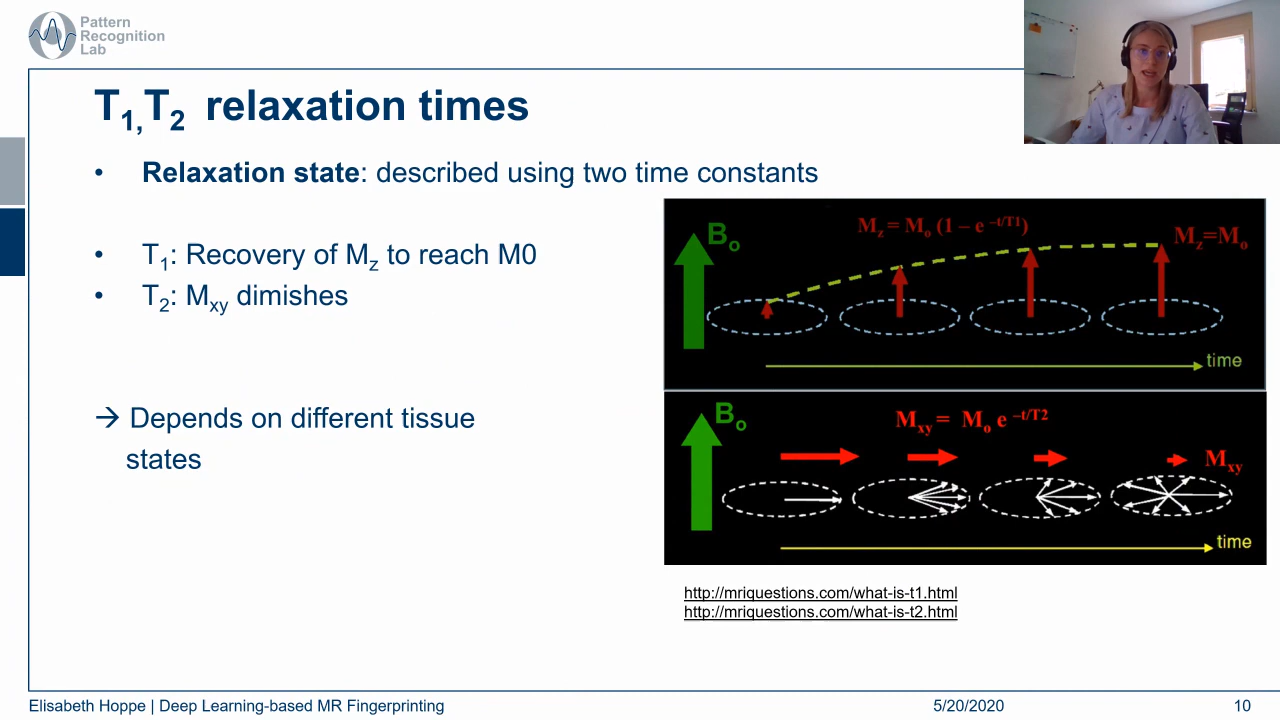 Pattern
Recognition
Lab
T1,T2 relaxation times
• Relaxation state: described using two time constants
• T1: Recovery of Mz to reach M0
• T2: Mxy dimishes
→ Depends on different tissue
states
Bo
Mz = Mo (1 – e –t/T1)
Mz=Mo
time
Bo
Mxy = Mo e –t/T2
Mxy
time
http://mriquestions.com/what-is-t1.html
http://mriquestions.com/what-is-t2.html
Elisabeth Hoppe | Deep Learning-based MR Fingerprinting
5/20/2020
10